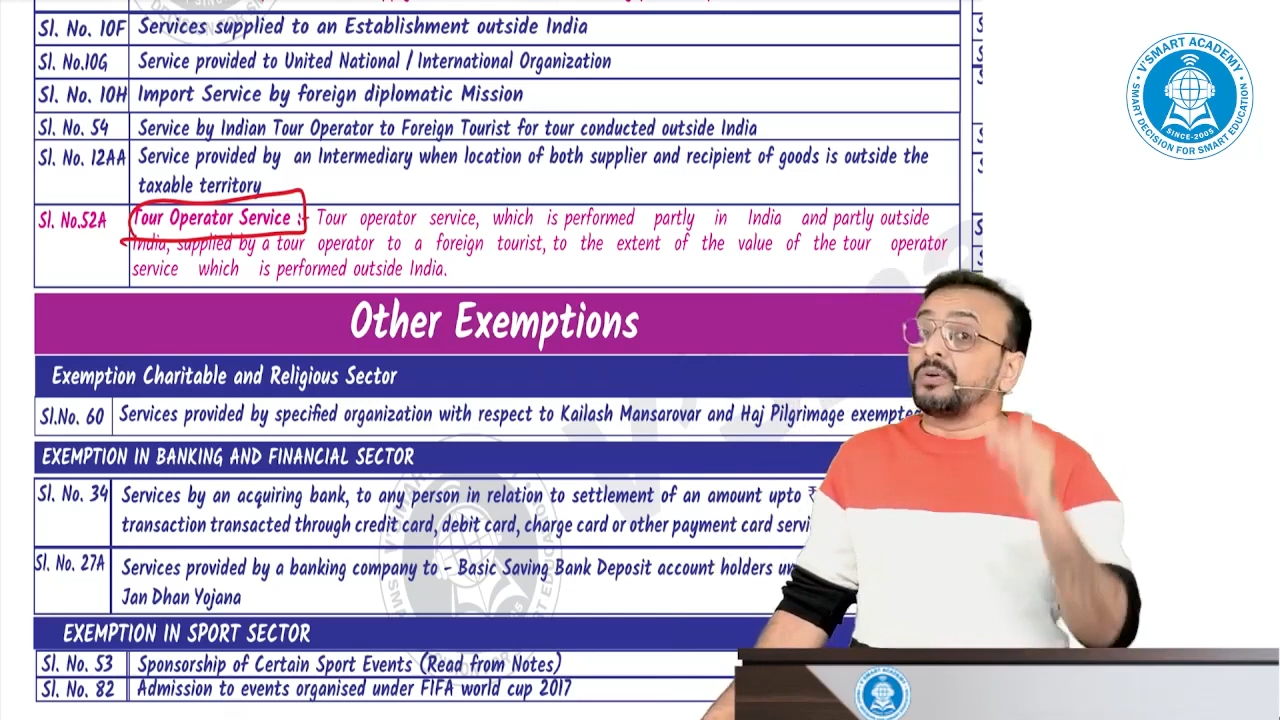 Sl. No. 10F Services supplied to an Establishment outside India
Sl. No.10G Service provided to United National / International Organization
Sl. No. 10H Import Service by foreign diplomatic Mission
Sl. No. 54 Service by Indian Tour Operator to Foreign Tourist for tour conducted outside India
Sl. No. 12AA Service provided by an Intermediary when location of both supplier and recipient of goods is outside the
taxable territory
Sl. No.52A Tour Operator Service :- Tour operator service, which is performed partly in India and partly outside
India, supplied by a tour operator to a foreign tourist, to the extent of the value of the tour operator
service which is performed outside India.
Other Exemptions
Exemption Charitable and Religious Sector
Sl.No. 60 Services provided by specified organization with respect to Kailash Mansarovar and Haj Pilgrimage exempted
EXEMPTION IN BANKING AND FINANCIAL SECTOR
Sl. No. 34 Services by an acquiring bank, to any person in relation to settlement of an amount upto ₹
transaction transacted through credit card, debit card, charge card or other payment card
Sl. No. 27A Services provided by a banking company to - Basic Saving Bank Deposit account holders
Jan Dhan Yojana
EXEMPTION IN SPORT SECTOR
Sl. No. 53 Sponsorship of Certain Sport Events (Read from Notes)
Sl. No. 82 Admission to events organised under FIFA world cup 2017
V'SMART ACADEMY
SINCE-2005
SMART DECISION FOR SMART EDUCATION